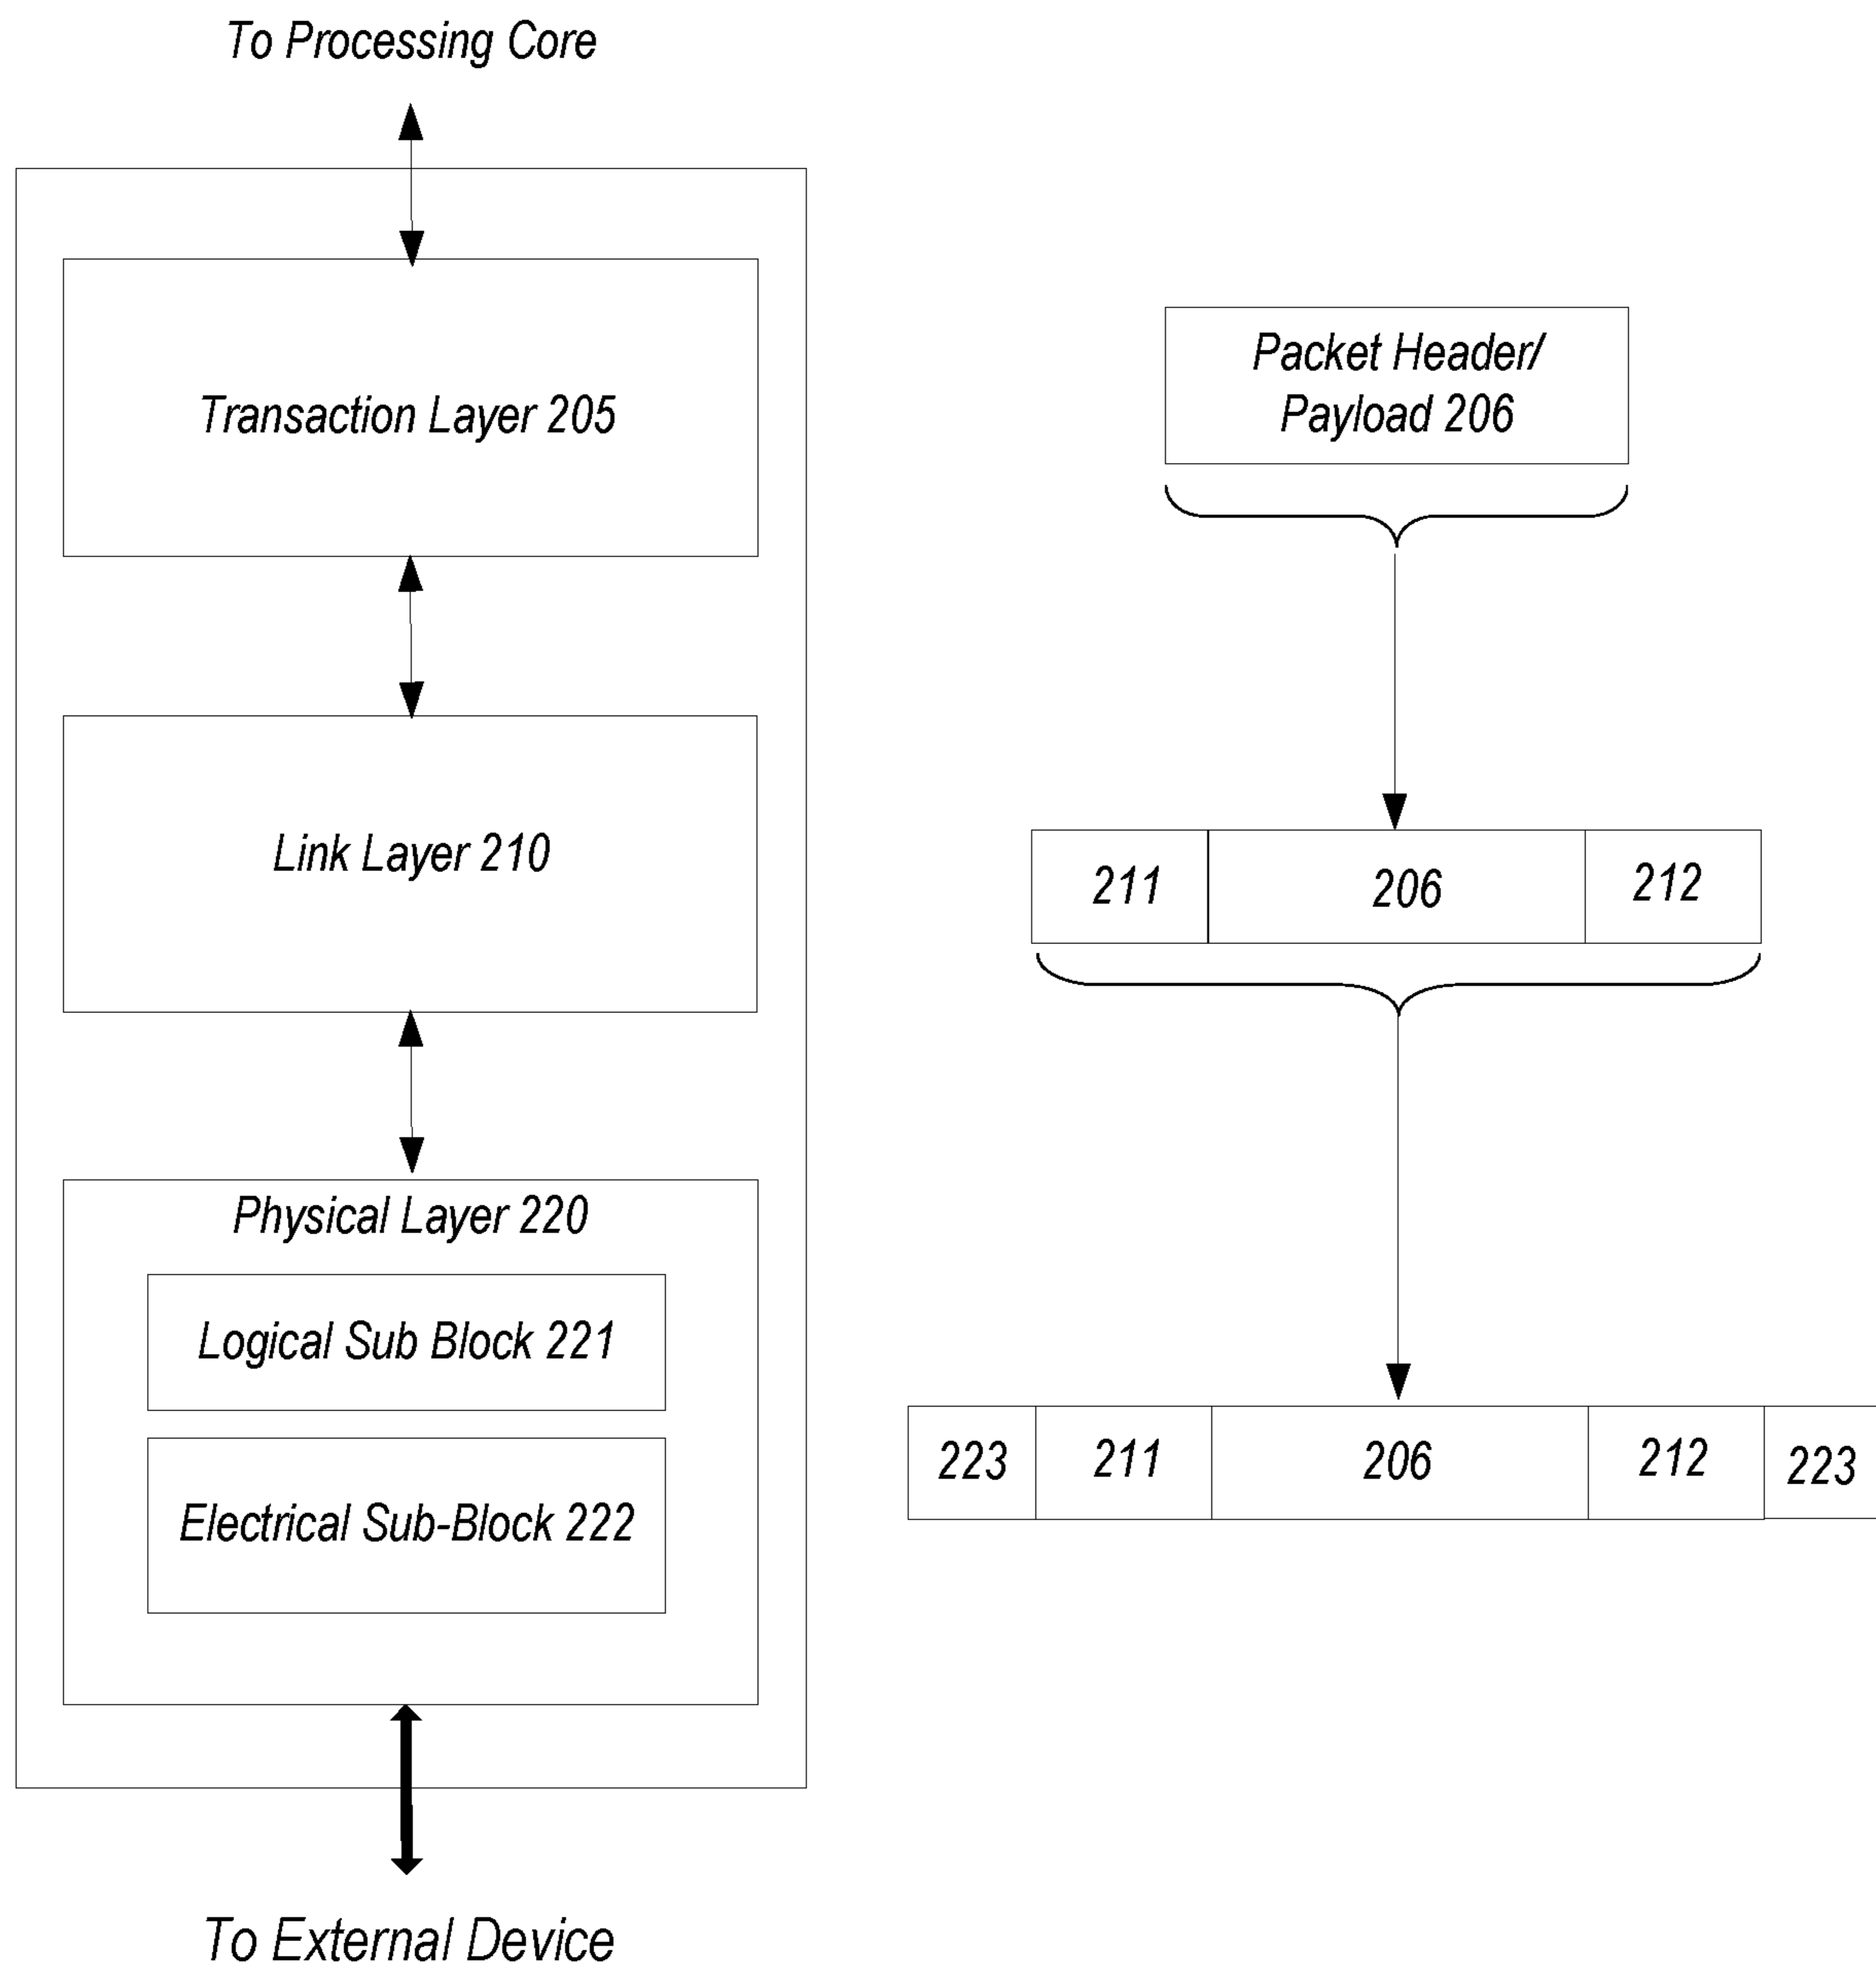 To Processing Core
Transaction Layer 205
Packet Header/
Payload 206
Link Layer 210
211 206 212
Physical Layer 220
Logical Sub Block 221
Electrical Sub-Block 222
223 211 206 212 223
To External Device